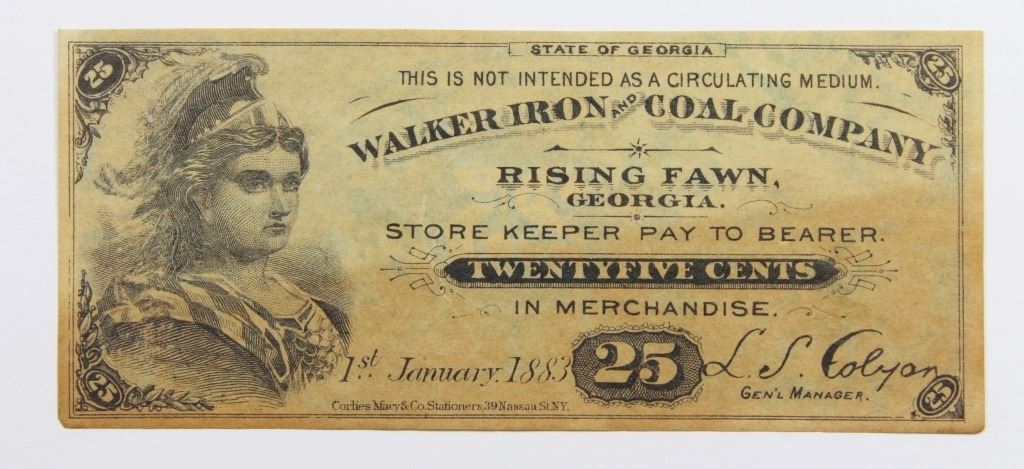 STATE OF GEORGIA
25
25
THIS IS NOT INTENDED AS A CIRCULATING MEDIUM.
WALKER IRON AND COAL COMPANY
RISING FAWN,
GEORGIA.
STORE KEEPER PAY TO BEARER.
TWENTYFIVE CENTS
IN MERCHANDISE.
1st January. 1883
25
L. S. Colyar
GEN'L MANAGER.
25
25
Corlies Macy & Co. Stationers 39 Nassau St. N.Y.